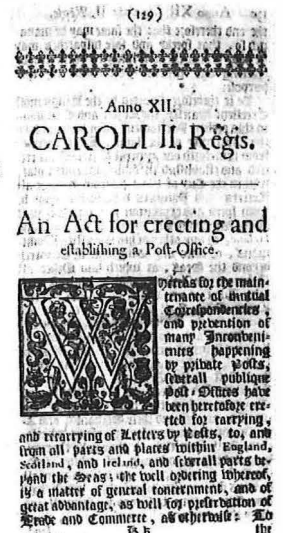 (129)
Anno XII.
CAROLI II. Regis.
An Act for erecting and
establishing a Post-Office.
Whereas for the main-
tenance of mutual
Correspondencies,
and prevention of
many Inconveni-
ences happening
by private Posts,
severall publique
Post-Offices have
been heretofore ere-
cted for carrying,
and recarrying of Letters by Posts, to, and
from all parts and places within England,
Scotland, and Ireland, and severall parts be-
yond the Seas; the well ordering whereof,
is a matter of general concernment, and of
great advantage, as well for preservation of
Trade and Commerce, as otherwise: To
the